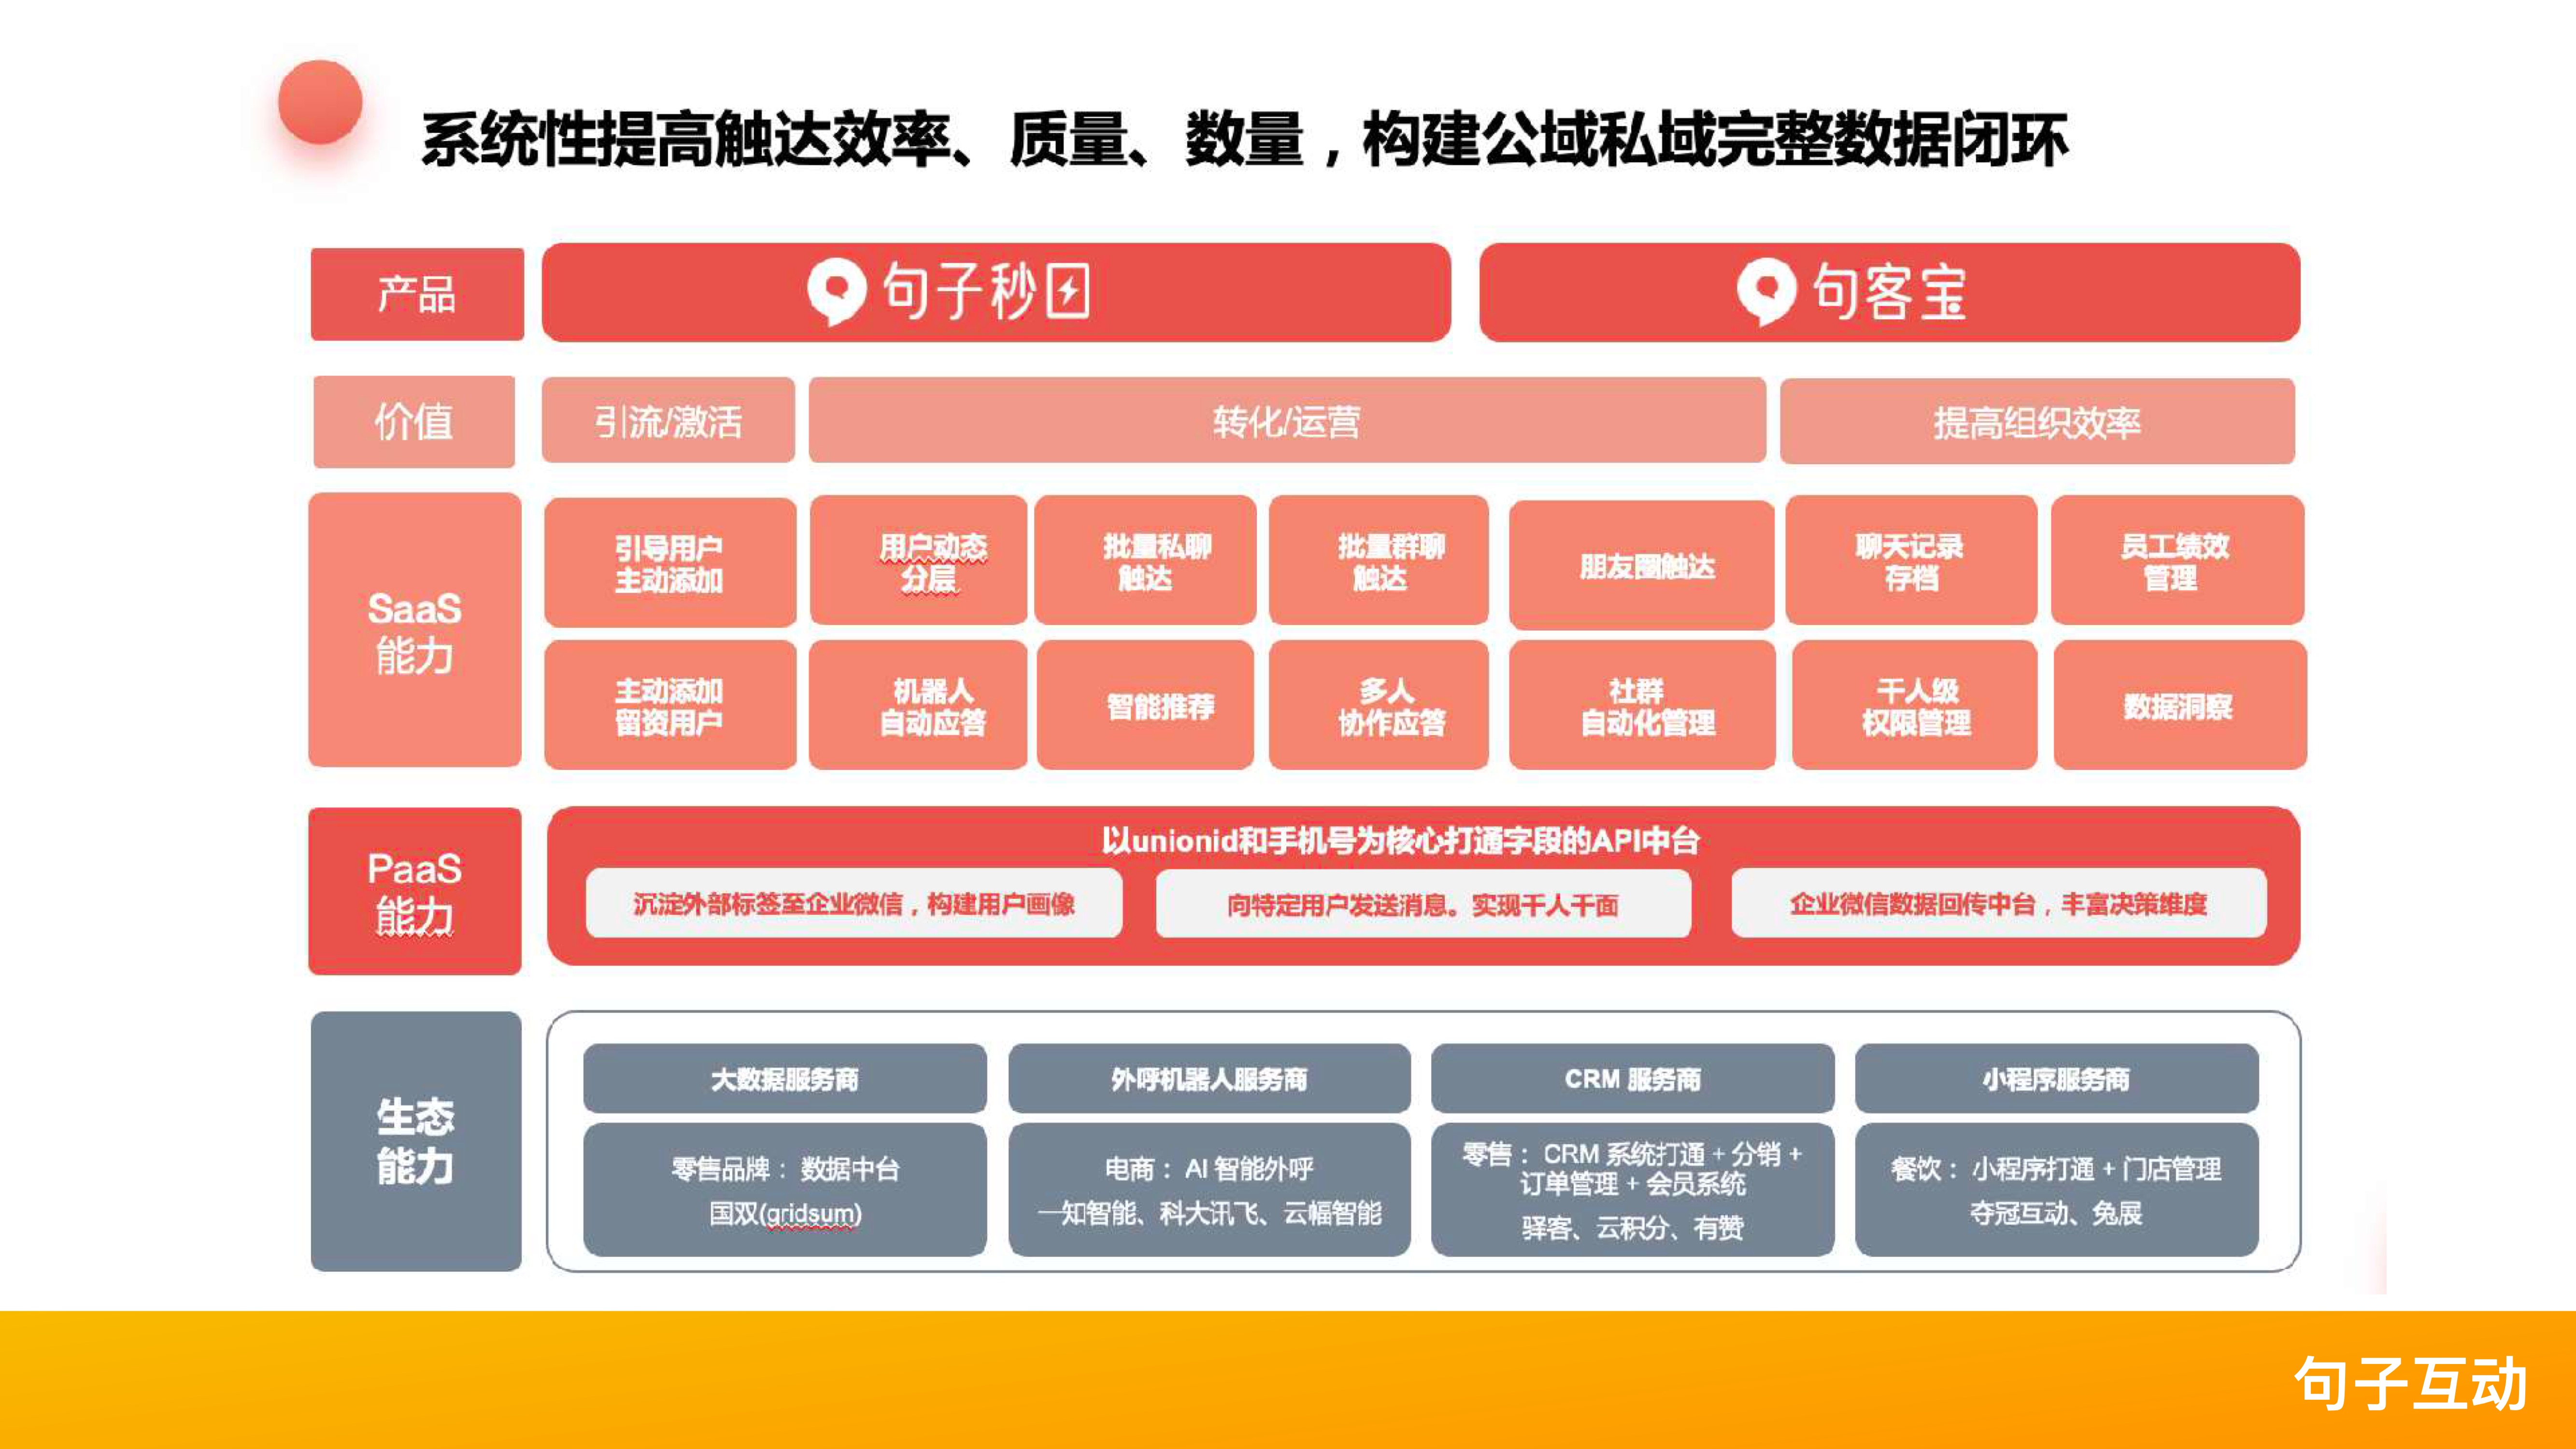 系统性提高触达效率、质量、数量，构建公域私域完整数据闭环
产品
句子秒回
句客宝
价值
引流/激活
转化/运营
提高组织效率
SaaS
能力
引导用户
主动添加
用户动态
分层
批量私聊
触达
批量群聊
触达
朋友圈触达
聊天记录
存档
员工绩效
管理
主动添加
留资用户
机器人
自动应答
智能推荐
多人
协作应答
社群
自动化管理
千人级
权限管理
数据洞察
PaaS
能力
以unionid和手机号为核心打通字段的API中台
沉淀外部标签至企业微信，构建用户画像
向特定用户发送消息。实现千人千面
企业微信数据回传中台，丰富决策维度
生态
能力
大数据服务商
外呼机器人服务商
CRM 服务商
小程序服务商
零售品牌： 数据中台
国双(gridsum)
电商： AI 智能外呼
一知智能、科大讯飞、云幅智能
零售： CRM 系统打通 + 分销 +
订单管理 + 会员系统
驿客、云积分、有赞
餐饮： 小程序打通 + 门店管理
夺冠互动、兔展
句子互动